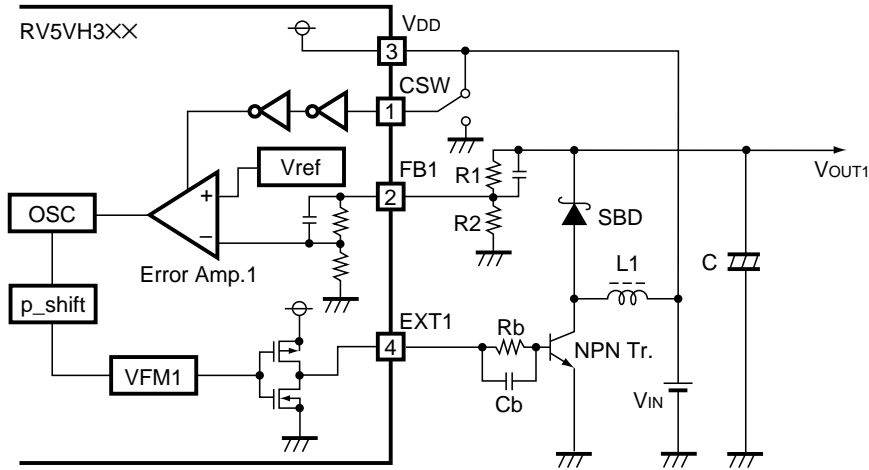 RV5VH3××
VDD
3
CSW
1
Vref
FB1
2
R1
R2
SBD
VOUT1
OSC
+
−
Error Amp.1
L1
C
p_shift
EXT1
4
Rb
NPN Tr.
VFM1
Cb
VIN